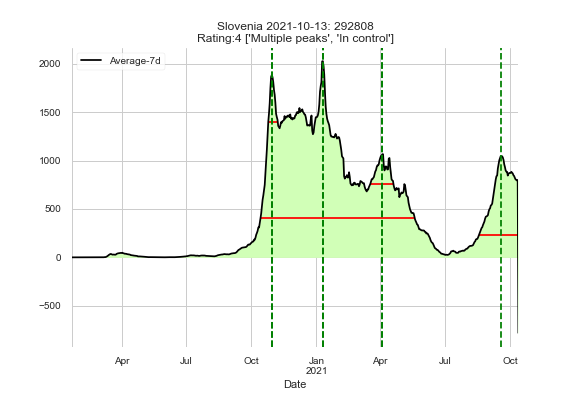 Slovenia 2021-10-13: 292808
Rating:4 ['Multiple peaks', 'In control']
Average-7d
2000
1500
1000
500
0
−500
Apr
Jul
Oct
Jan
2021
Apr
Jul
Oct
Date